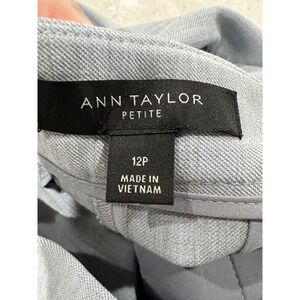 ANN TAYLOR
PETITE
12P
MADE IN
VIETNAM